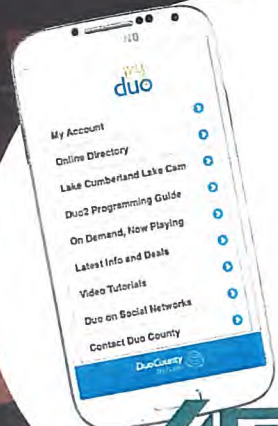 my
duo
My Account
Online Directory
Lake Cumberland Lake Cam
Duo2 Programming Guide
On Demand, Now Playing
Latest Info and Deals
Video Tutorials
Duo on Social Networks
Contact Duo County
DuoCounty